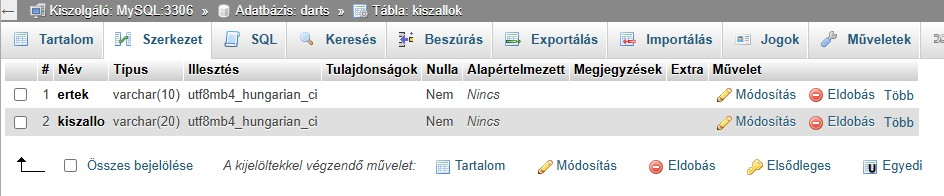 ← Kiszolgáló: MySQL:3306 » Adatbázis: darts » Tábla: kiszallok
Tartalom Szerkezet SQL Keresés Beszúrás Exportálás Importálás Jogok Műveletek
# Név Típus Illesztés Tulajdonságok Nulla Alapértelmezett Megjegyzések Extra Művelet
1 ertek varchar(10) utf8mb4_hungarian_ci Nem Nincs Módosítás Eldobás Több
2 kiszallo varchar(20) utf8mb4_hungarian_ci Nem Nincs Módosítás Eldobás Több
Összes bejelölése A kijelöltekkel végzendő művelet: Tartalom Módosítás Eldobás Elsődleges Egyedi